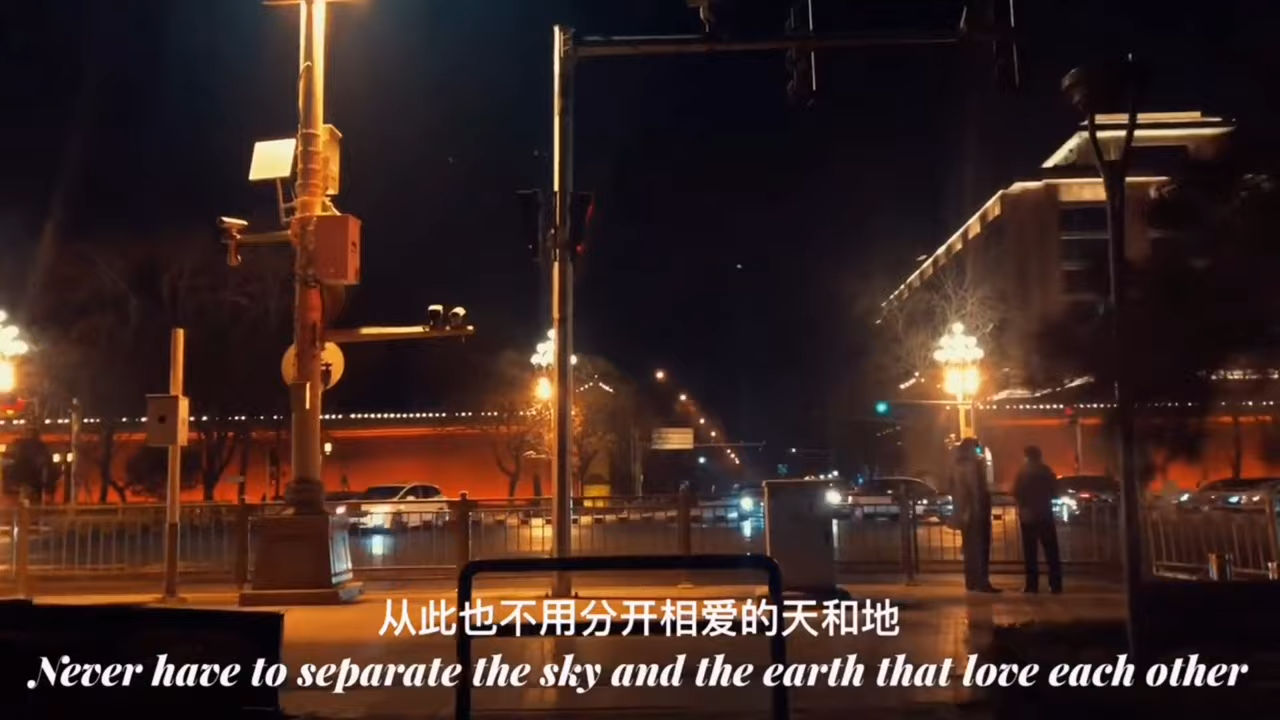 从此也不用分开相爱的天和地
Never have to separate the sky and the earth that love each other